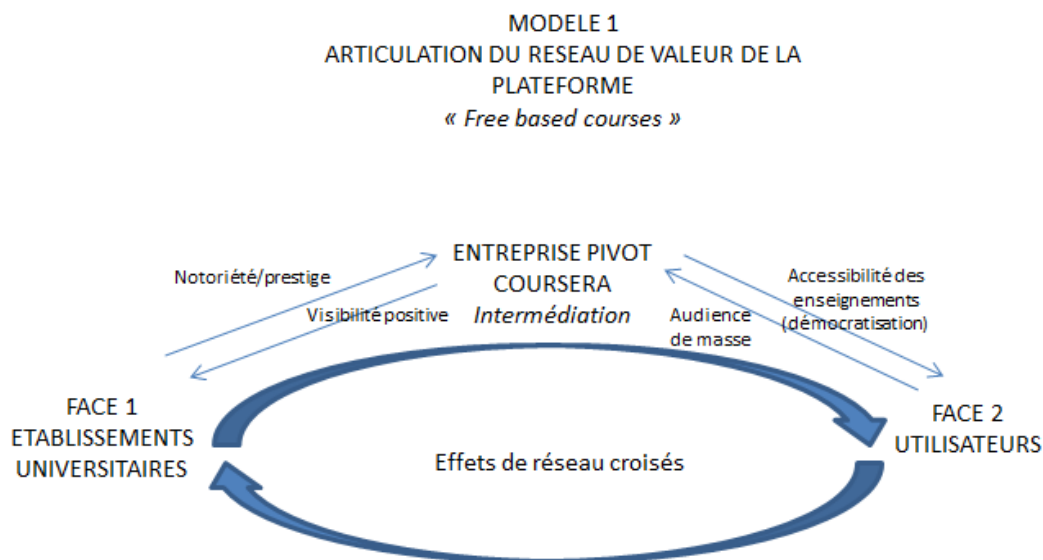 MODELE 1
ARTICULATION DU RESEAU DE VALEUR DE LA
PLATEFORME
« Free based courses »
ENTREPRISE PIVOT
COURSERA
Intermédiation
Notoriété/prestige
Visibilité positive
Accessibilité des
enseignements
(démocratisation)
Audience
de masse
FACE 1
ETABLISSEMENTS
UNIVERSITAIRES
FACE 2
UTILISATEURS
Effets de réseau croisés